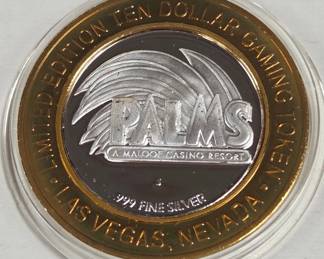 LIMITED EDITION TEN DOLLAR GAMING TOKEN
PALMS
A MALOOF CASINO RESORT
.999 FINE SILVER
• LAS VEGAS, NEVADA •